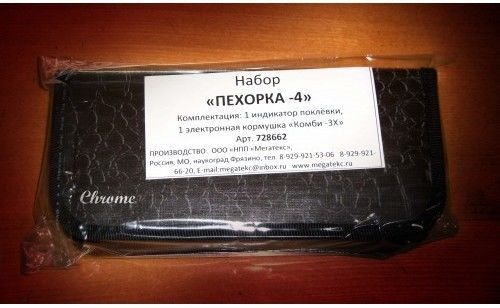 Набор
«ПЕХОРКА -4»
Комплектация: 1 индикатор поклёвки,
1 электронная кормушка «Комби -3Х»
Арт. 728662
ПРОИЗВОДСТВО: ООО «НПП «Мегатекс»,
Россия, МО, наукоград Фрязино, тел. 8-929-921-53-06 8-929-921-
66-20, E-mail:megatekc@inbox.ru www.megatekc.ru
Chrome